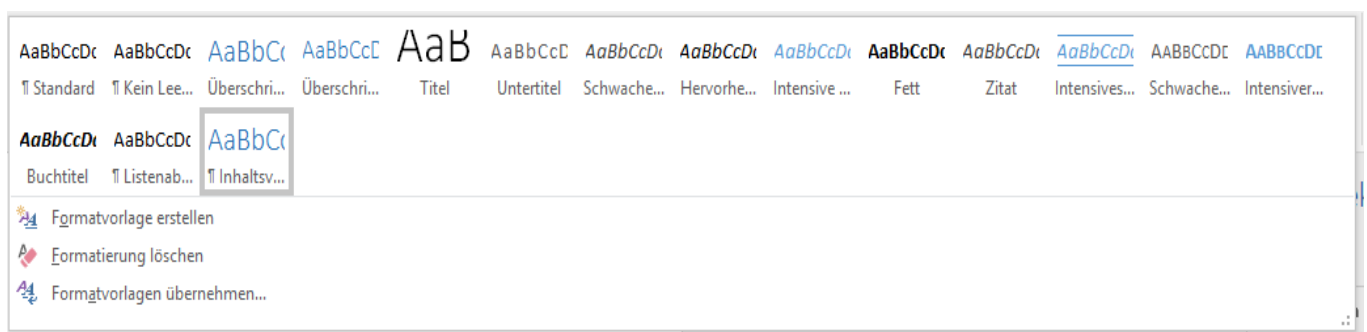 AaBbCcDc AaBbCcDc AaBbCc AaBbCcD AaB AaBbCcD AaBbCcDc AaBbCcDc AaBbCcDc AaBbCcDc AaBbCcDc AaBbCcDc AABBCCDE AABBCCDE
¶ Standard ¶ Kein Lee... Überschri... Überschri... Titel Untertitel Schwache... Hervorhe... Intensive ... Fett Zitat Intensives... Schwache... Intensiver...
AaBbCcDc AaBbCcDc AaBbCc
Buchtitel ¶ Listenab... ¶ Inhaltsv...
Formatvorlage erstellen
Formatierung löschen
Formatvorlagen übernehmen...